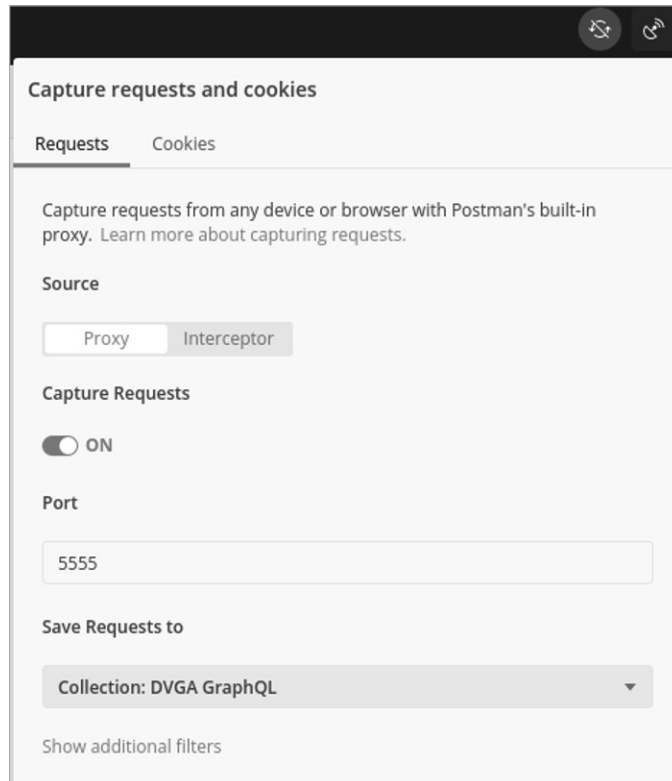 Capture requests and cookies
Requests Cookies
Capture requests from any device or browser with Postman's built-in
proxy. Learn more about capturing requests.
Source
Proxy Interceptor
Capture Requests
ON
Port
5555
Save Requests to
Collection: DVGA GraphQL
Show additional filters